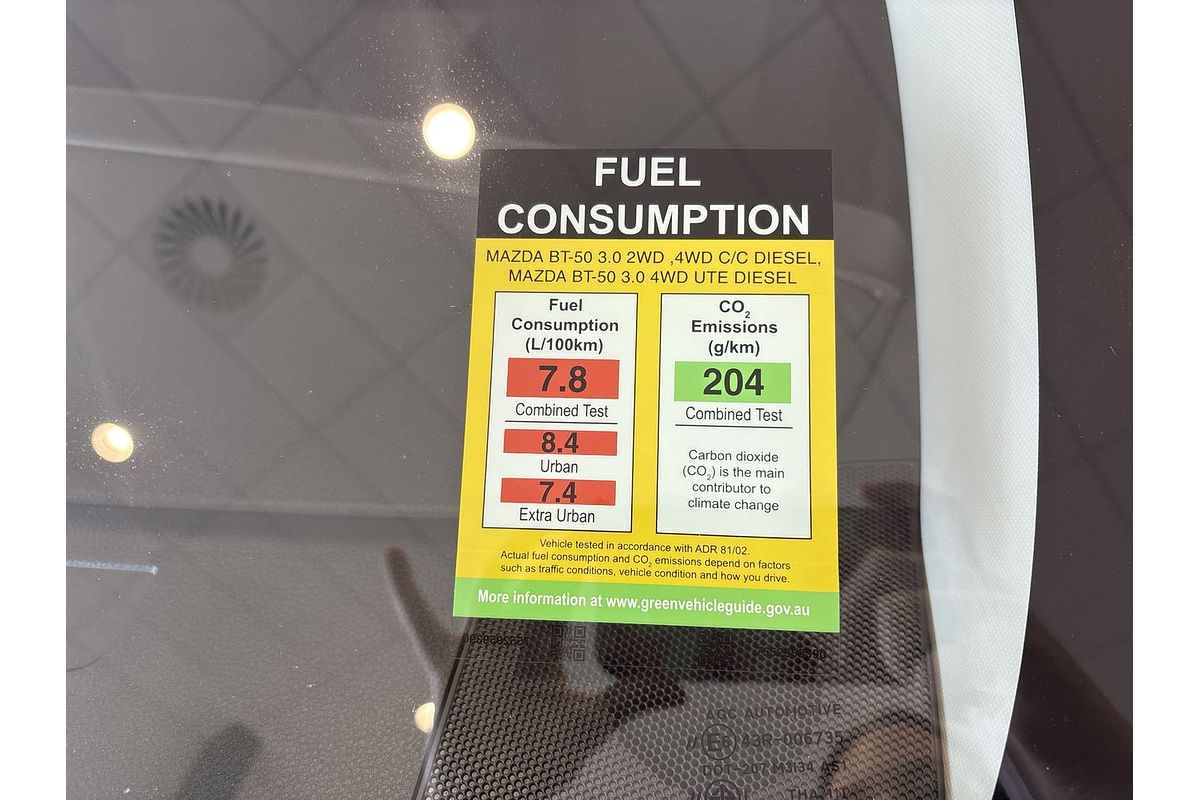 FUEL
CONSUMPTION
MAZDA BT-50 3.0 2WD ,4WD C/C DIESEL,
MAZDA BT-50 3.0 4WD UTE DIESEL
Fuel
Consumption
(L/100km)
7.8
Combined Test
8.4
Urban
7.4
Extra Urban
CO₂
Emissions
(g/km)
204
Combined Test
Carbon dioxide
(CO₂) is the main
contributor to
climate change
Vehicle tested in accordance with ADR 81/02.
Actual fuel consumption and CO₂ emissions depend on factors
such as traffic conditions, vehicle condition and how you drive.
More information at www.greenvehicleguide.gov.au
AGC AUTOMOTIVE
43R-006735
DOT-207